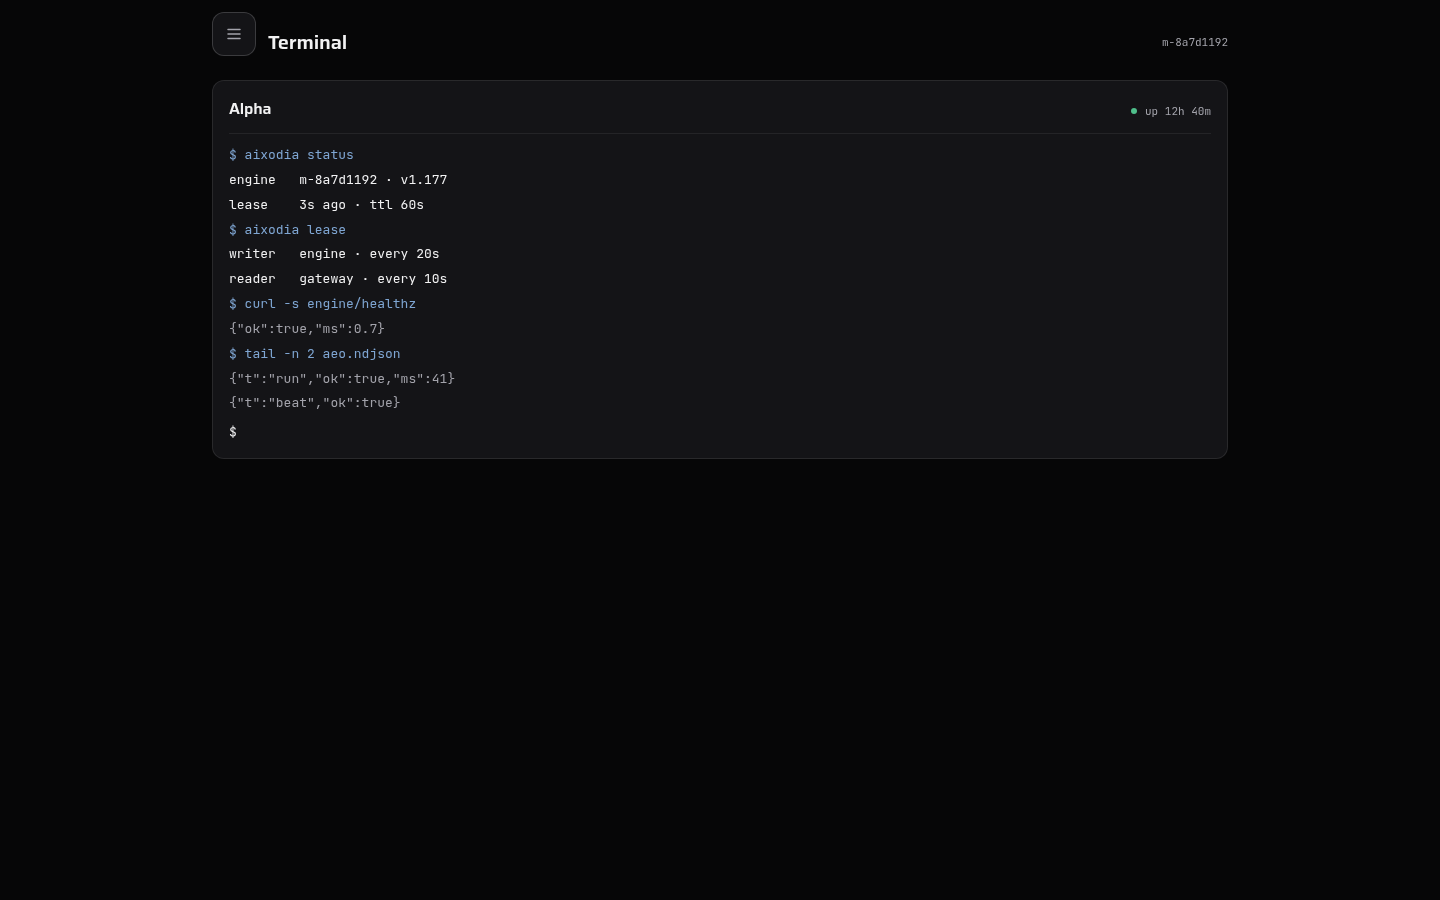 Terminal
m-8a7d1192
Alpha
up 12h 40m
$ aixodia status
engine   m-8a7d1192 · v1.177
lease    3s ago · ttl 60s
$ aixodia lease
writer   engine · every 20s
reader   gateway · every 10s
$ curl -s engine/healthz
{"ok":true,"ms":0.7}
$ tail -n 2 aeo.ndjson
{"t":"run","ok":true,"ms":41}
{"t":"beat","ok":true}
$